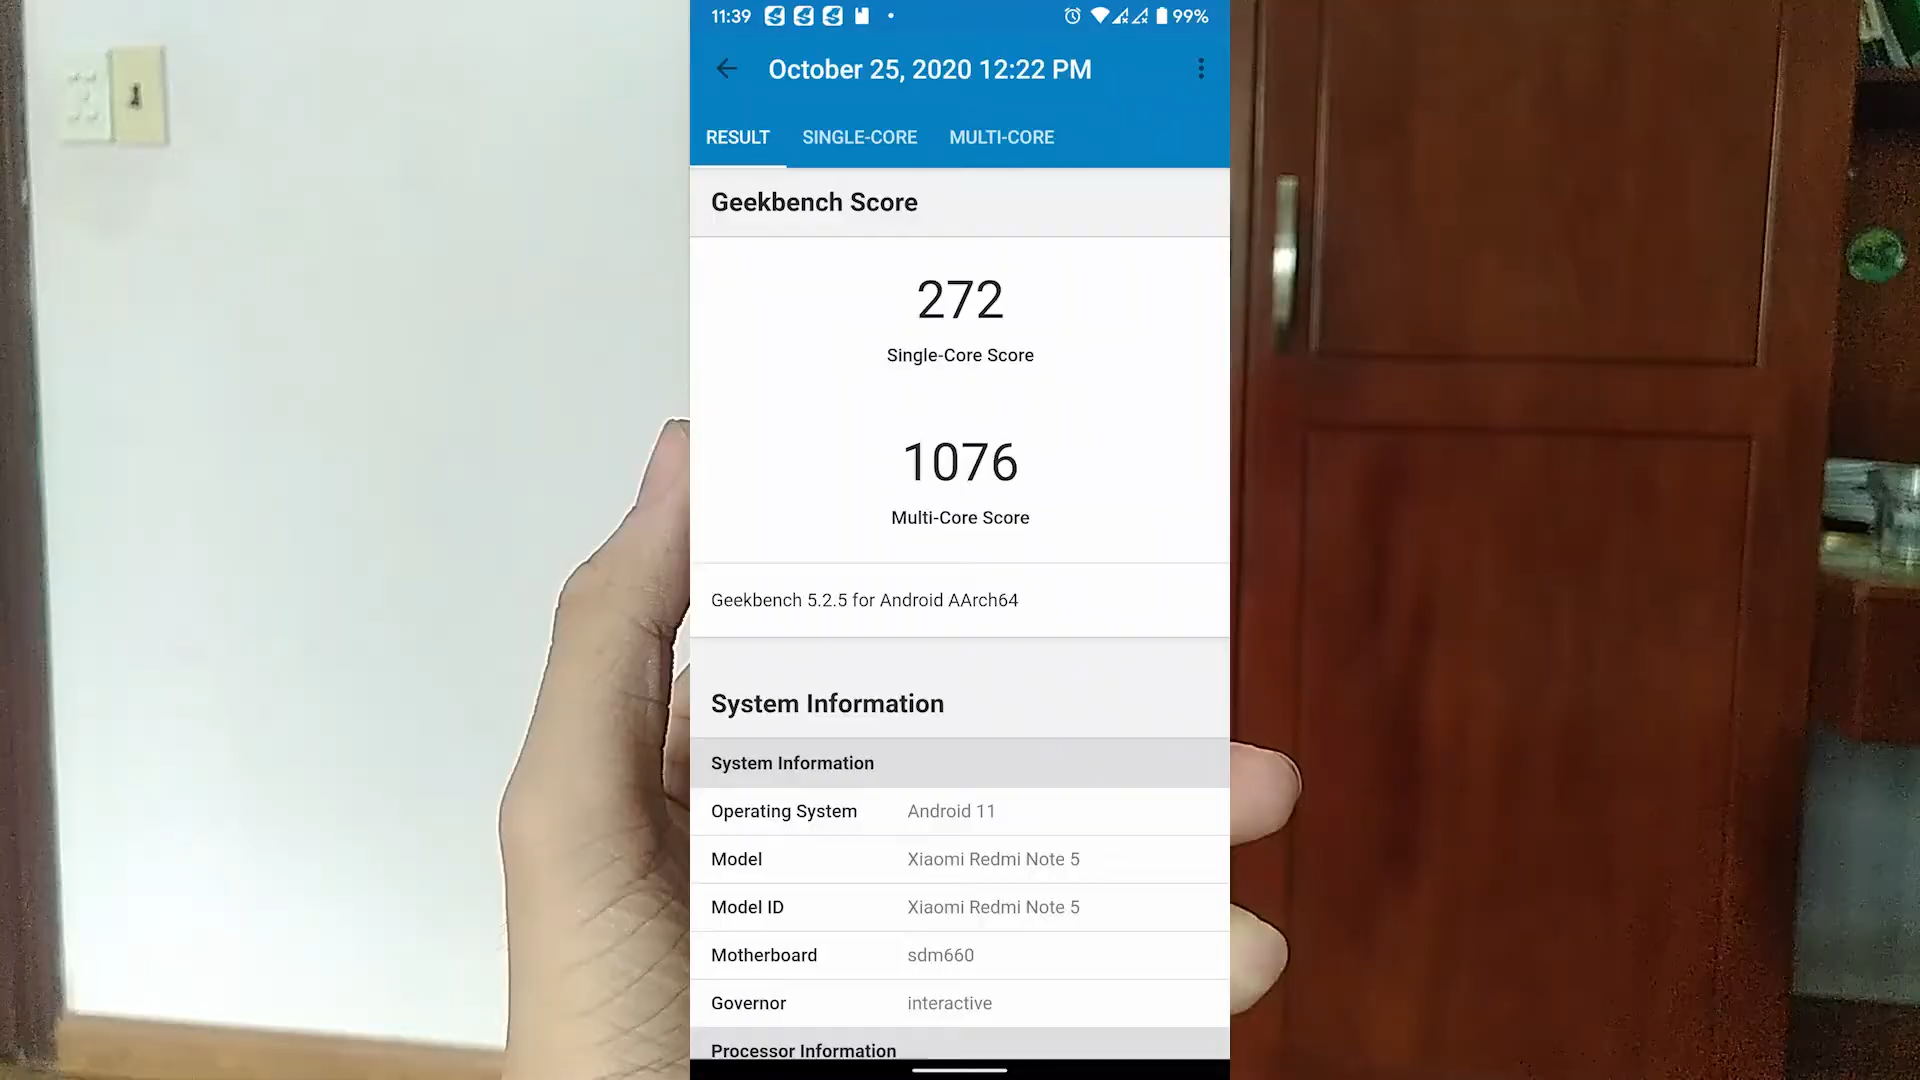 11:39
99%
October 25, 2020 12:22 PM
RESULT
SINGLE-CORE
MULTI-CORE
Geekbench Score
272
Single-Core Score
1076
Multi-Core Score
Geekbench 5.2.5 for Android AArch64
System Information
System Information
Operating System Android 11
Model Xiaomi Redmi Note 5
Model ID Xiaomi Redmi Note 5
Motherboard sdm660
Governor interactive
Processor Information